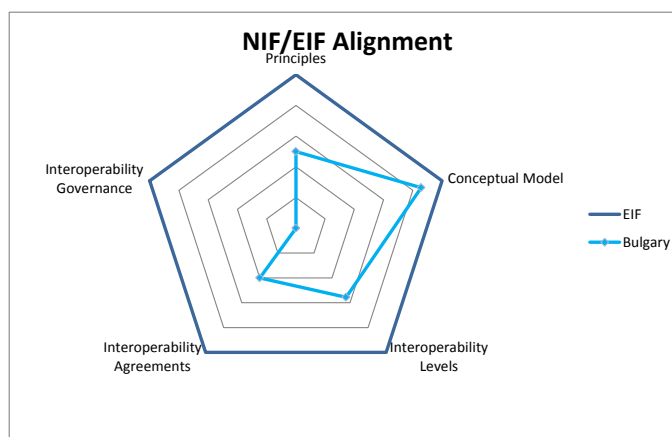 NIF/EIF Alignment
Principles
Interoperability
Governance
Conceptual Model
EIF
Bulgary
Interoperability
Agreements
Interoperability
Levels